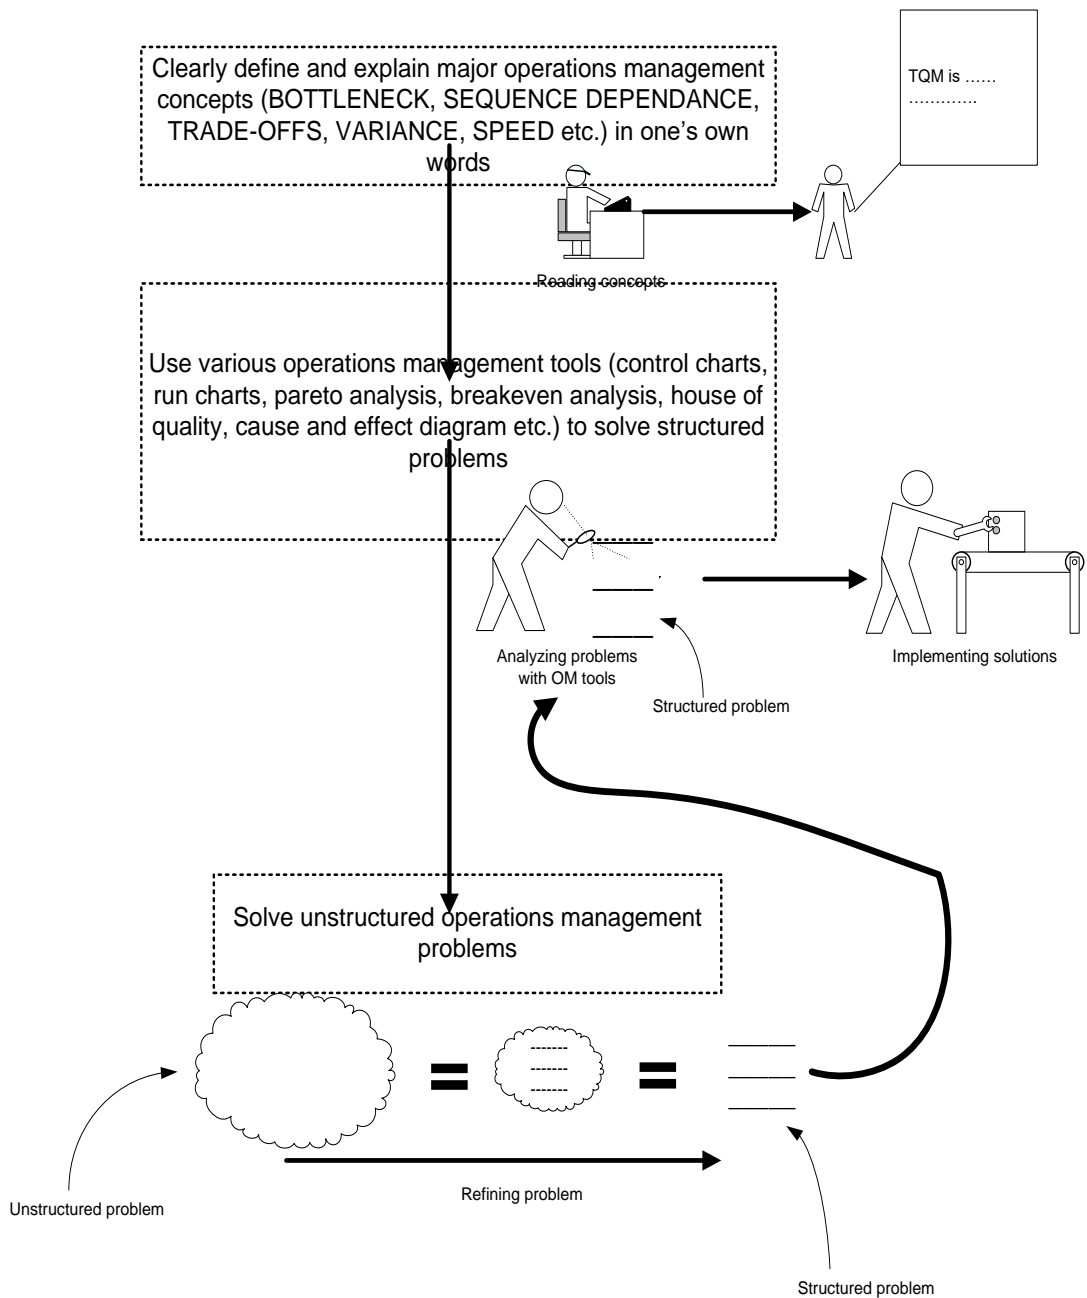 TQM is ......
.............
Clearly define and explain major operations management
concepts (BOTTLENECK, SEQUENCE DEPENDANCE,
TRADE-OFFS, VARIANCE, SPEED etc.) in one's own
words
Reading concepts
Use various operations management tools (control charts,
run charts, pareto analysis, breakeven analysis, house of
quality, cause and effect diagram etc.) to solve structured
problems
Analyzing problems
with OM tools
Implementing solutions
Structured problem
Solve unstructured operations management
problems
Refining problem
Unstructured problem
Structured problem